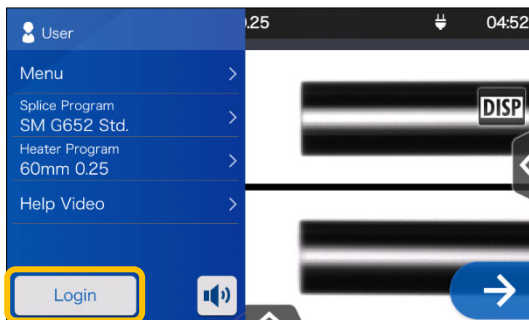 User
.25
04:52
Menu
Splice Program
SM G652 Std.
DISP
Heater Program
60mm 0.25
Help Video
Login